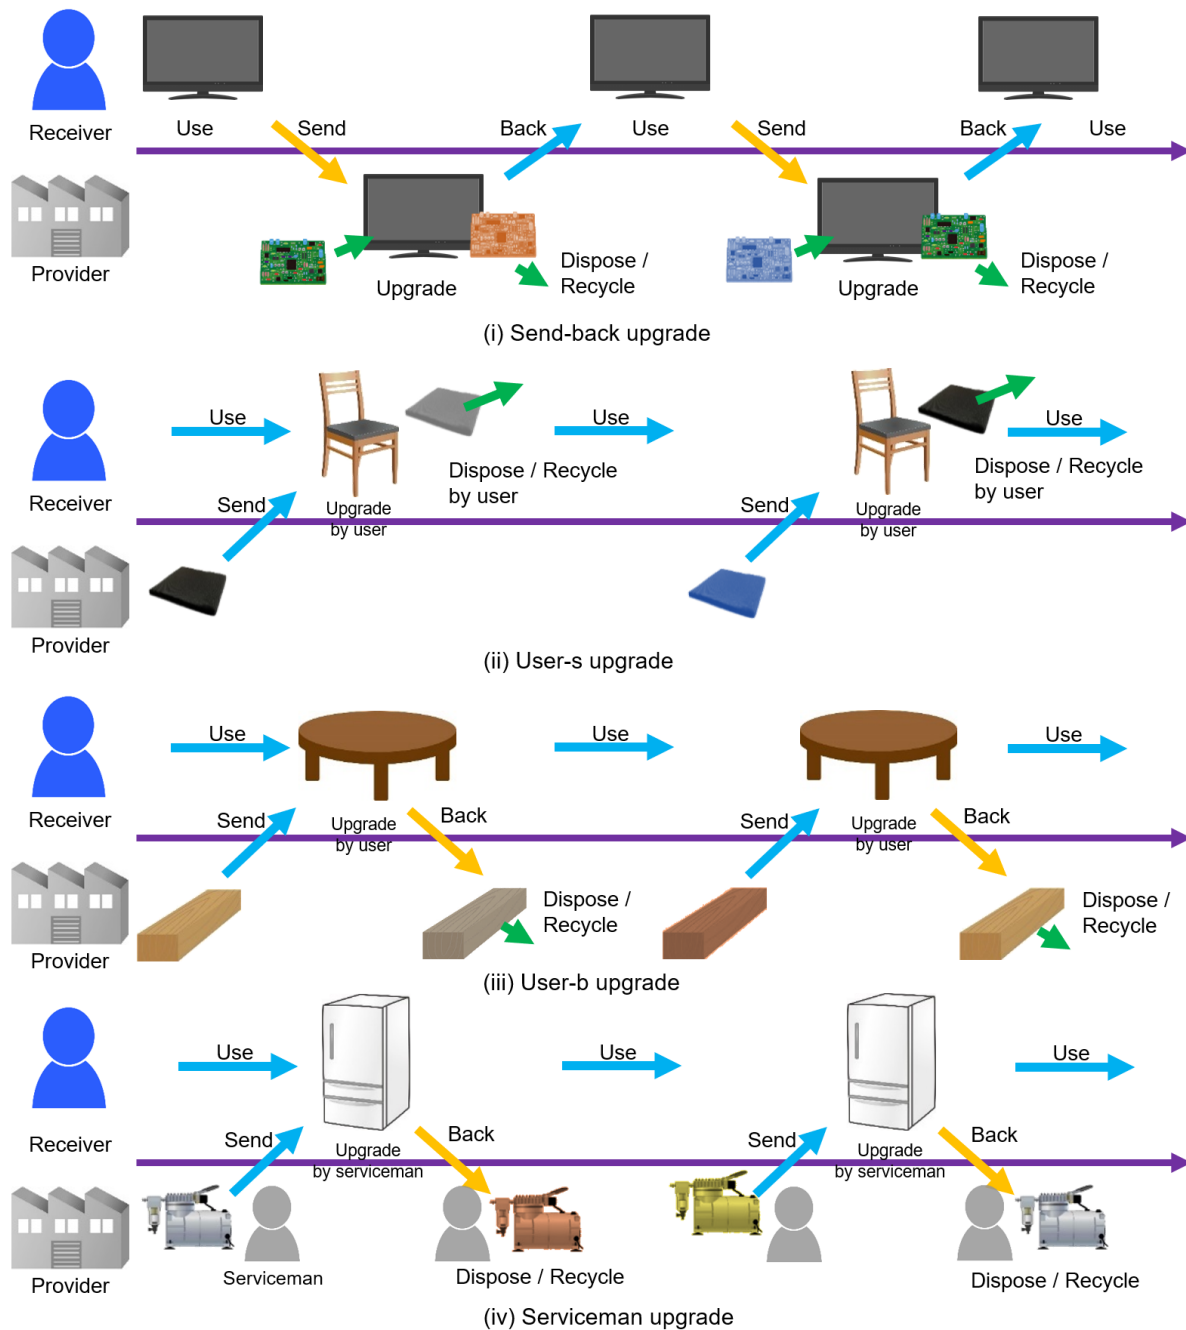 Receiver
Use
Send
Back
Use
Send
Back
Use
Provider
Upgrade
Dispose /
Recycle
Upgrade
Dispose /
Recycle
(i) Send-back upgrade
Receiver
Use
Dispose / Recycle
by user
Use
Dispose / Recycle
by user
Use
Send
Upgrade
by user
Send
Upgrade
by user
Provider
(ii) User-s upgrade
Receiver
Use
Use
Use
Send
Upgrade
by user
Back
Send
Upgrade
by user
Back
Provider
Dispose /
Recycle
Dispose /
Recycle
(iii) User-b upgrade
Receiver
Use
Use
Use
Send
Upgrade
by serviceman
Back
Send
Upgrade
by serviceman
Back
Provider
Serviceman
Dispose / Recycle
Dispose / Recycle
(iv) Serviceman upgrade